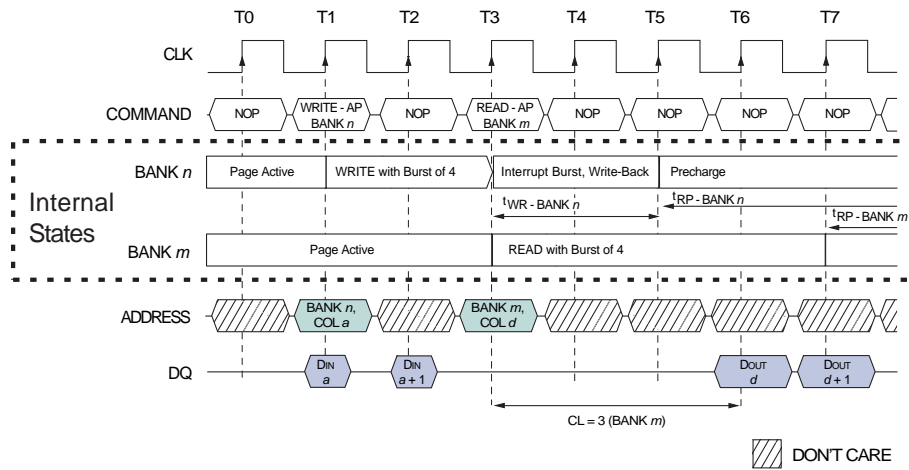 T0 T1 T2 T3 T4 T5 T6 T7
CLK
COMMAND NOP WRITE - AP BANK n NOP READ - AP BANK m NOP NOP NOP NOP
Internal States
BANK n Page Active WRITE with Burst of 4 Interrupt Burst, Write-Back Precharge
tWR - BANK n tRP - BANK n
tRP - BANK m
BANK m Page Active READ with Burst of 4
ADDRESS BANK n, COL a BANK m, COL d
DQ DIN a DIN a + 1 DOUT d DOUT d + 1
CL = 3 (BANK m)
DON'T CARE